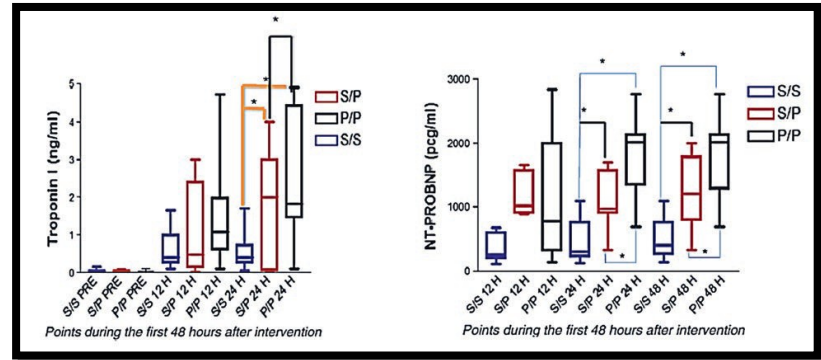 *
5
4
3
2
1
0
Troponin I (ng/ml)
* 
*
S/P
P/P
S/S
S/S PRE
S/P PRE
P/P PRE
S/S 12 H
S/P 12 H
P/P 12 H
S/S 24 H
S/P 24 H
P/P 24 H
Points during the first 48 hours after intervention
3000
2000
1000
0
NT-PROBNP (pcg/ml)
*
*
*
*
*
*
S/S
S/P
P/P
S/S 12 H
S/P 12 H
P/P 12 H
S/S 24 H
S/P 24 H
P/P 24 H
S/S 48 H
S/P 48 H
P/P 48 H
Points during the first 48 hours after intervention